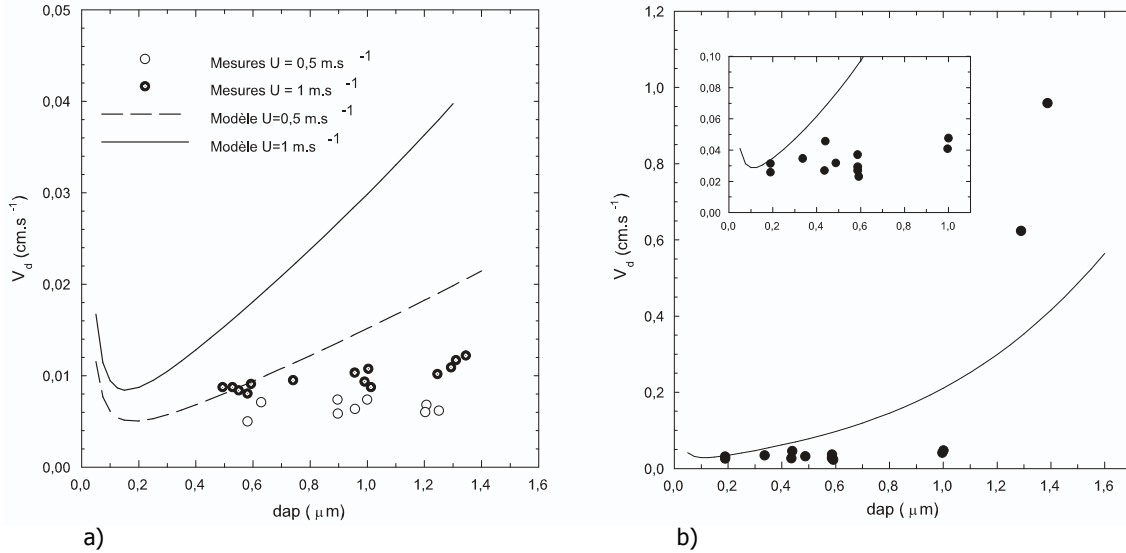 0,05
0,04
0,03
0,02
0,01
0,00
V_d (cm.s⁻¹)
Mesures U = 0,5 m.s⁻¹
Mesures U = 1 m.s⁻¹
Modèle U=0,5 m.s⁻¹
Modèle U=1 m.s⁻¹
0,0 0,2 0,4 0,6 0,8 1,0 1,2 1,4 1,6
dap ( μm)
a)
1,2
1,0
0,8
0,6
0,4
0,2
0,0
V_d (cm.s⁻¹)
0,10
0,08
0,06
0,04
0,02
0,00
0,0 0,2 0,4 0,6 0,8 1,0
0,0 0,2 0,4 0,6 0,8 1,0 1,2 1,4 1,6
dap ( μm)
b)